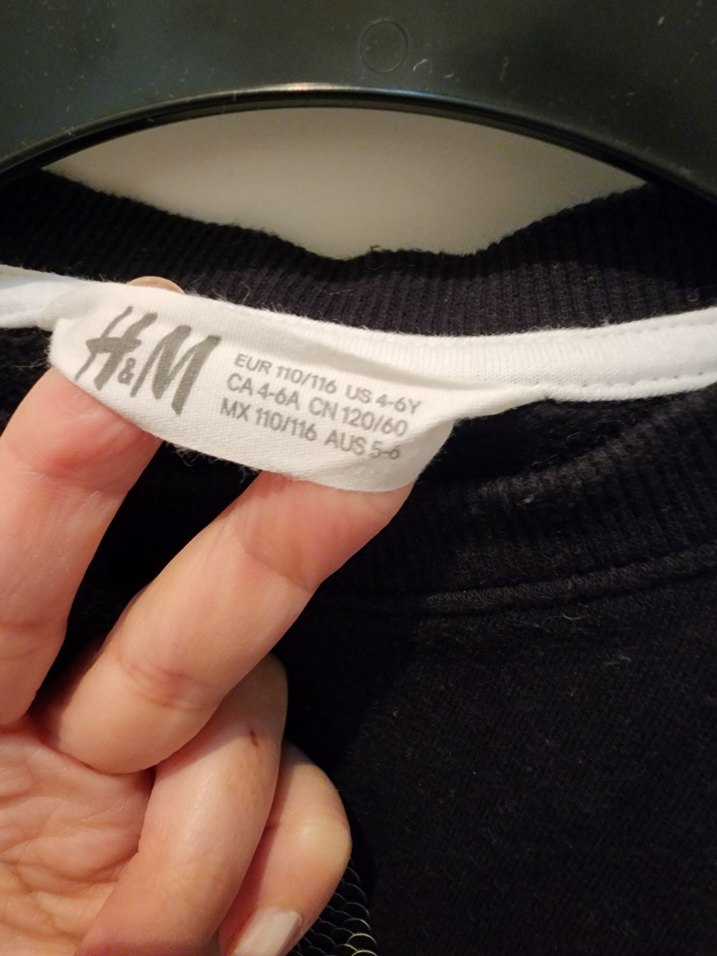 H&M
EUR 110/116 US 4-6Y
CA 4-6A CN 120/60
MX 110/116 AUS 5-6